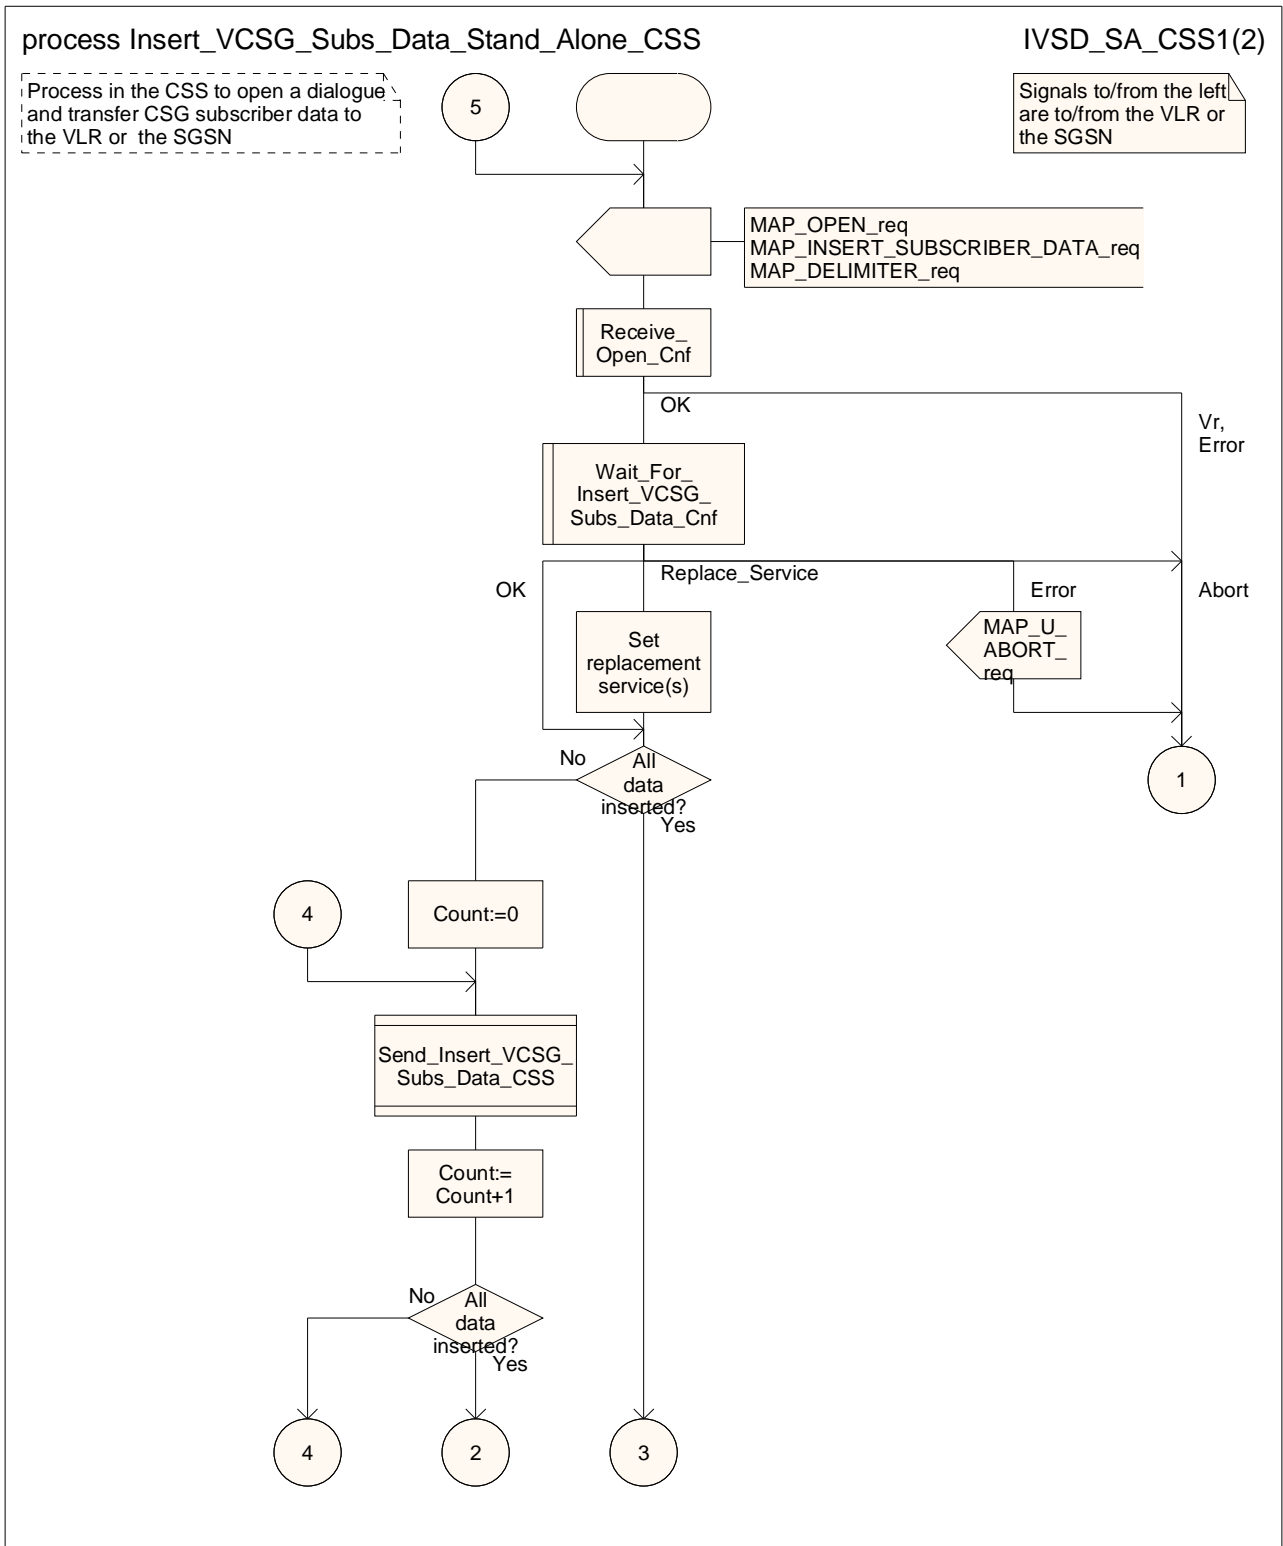 process Insert_VCSG_Subs_Data_Stand_Alone_CSS
IVSD_SA_CSS1(2)
Process in the CSS to open a dialogue
and transfer CSG subscriber data to
the VLR or the SGSN
5
Signals to/from the left
are to/from the VLR or
the SGSN
MAP_OPEN_req
MAP_INSERT_SUBSCRIBER_DATA_req
MAP_DELIMITER_req
Receive_
Open_Cnf
OK
Vr,
Error
Wait_For_
Insert_VCSG_
Subs_Data_Cnf
OK
Replace_Service
Error
Abort
Set
replacement
service(s)
MAP_U_
ABORT_
req
No
All
data
inserted?
Yes
1
4
Count:=0
Send_Insert_VCSG_
Subs_Data_CSS
Count:=
Count+1
No
All
data
inserted?
Yes
4
2
3